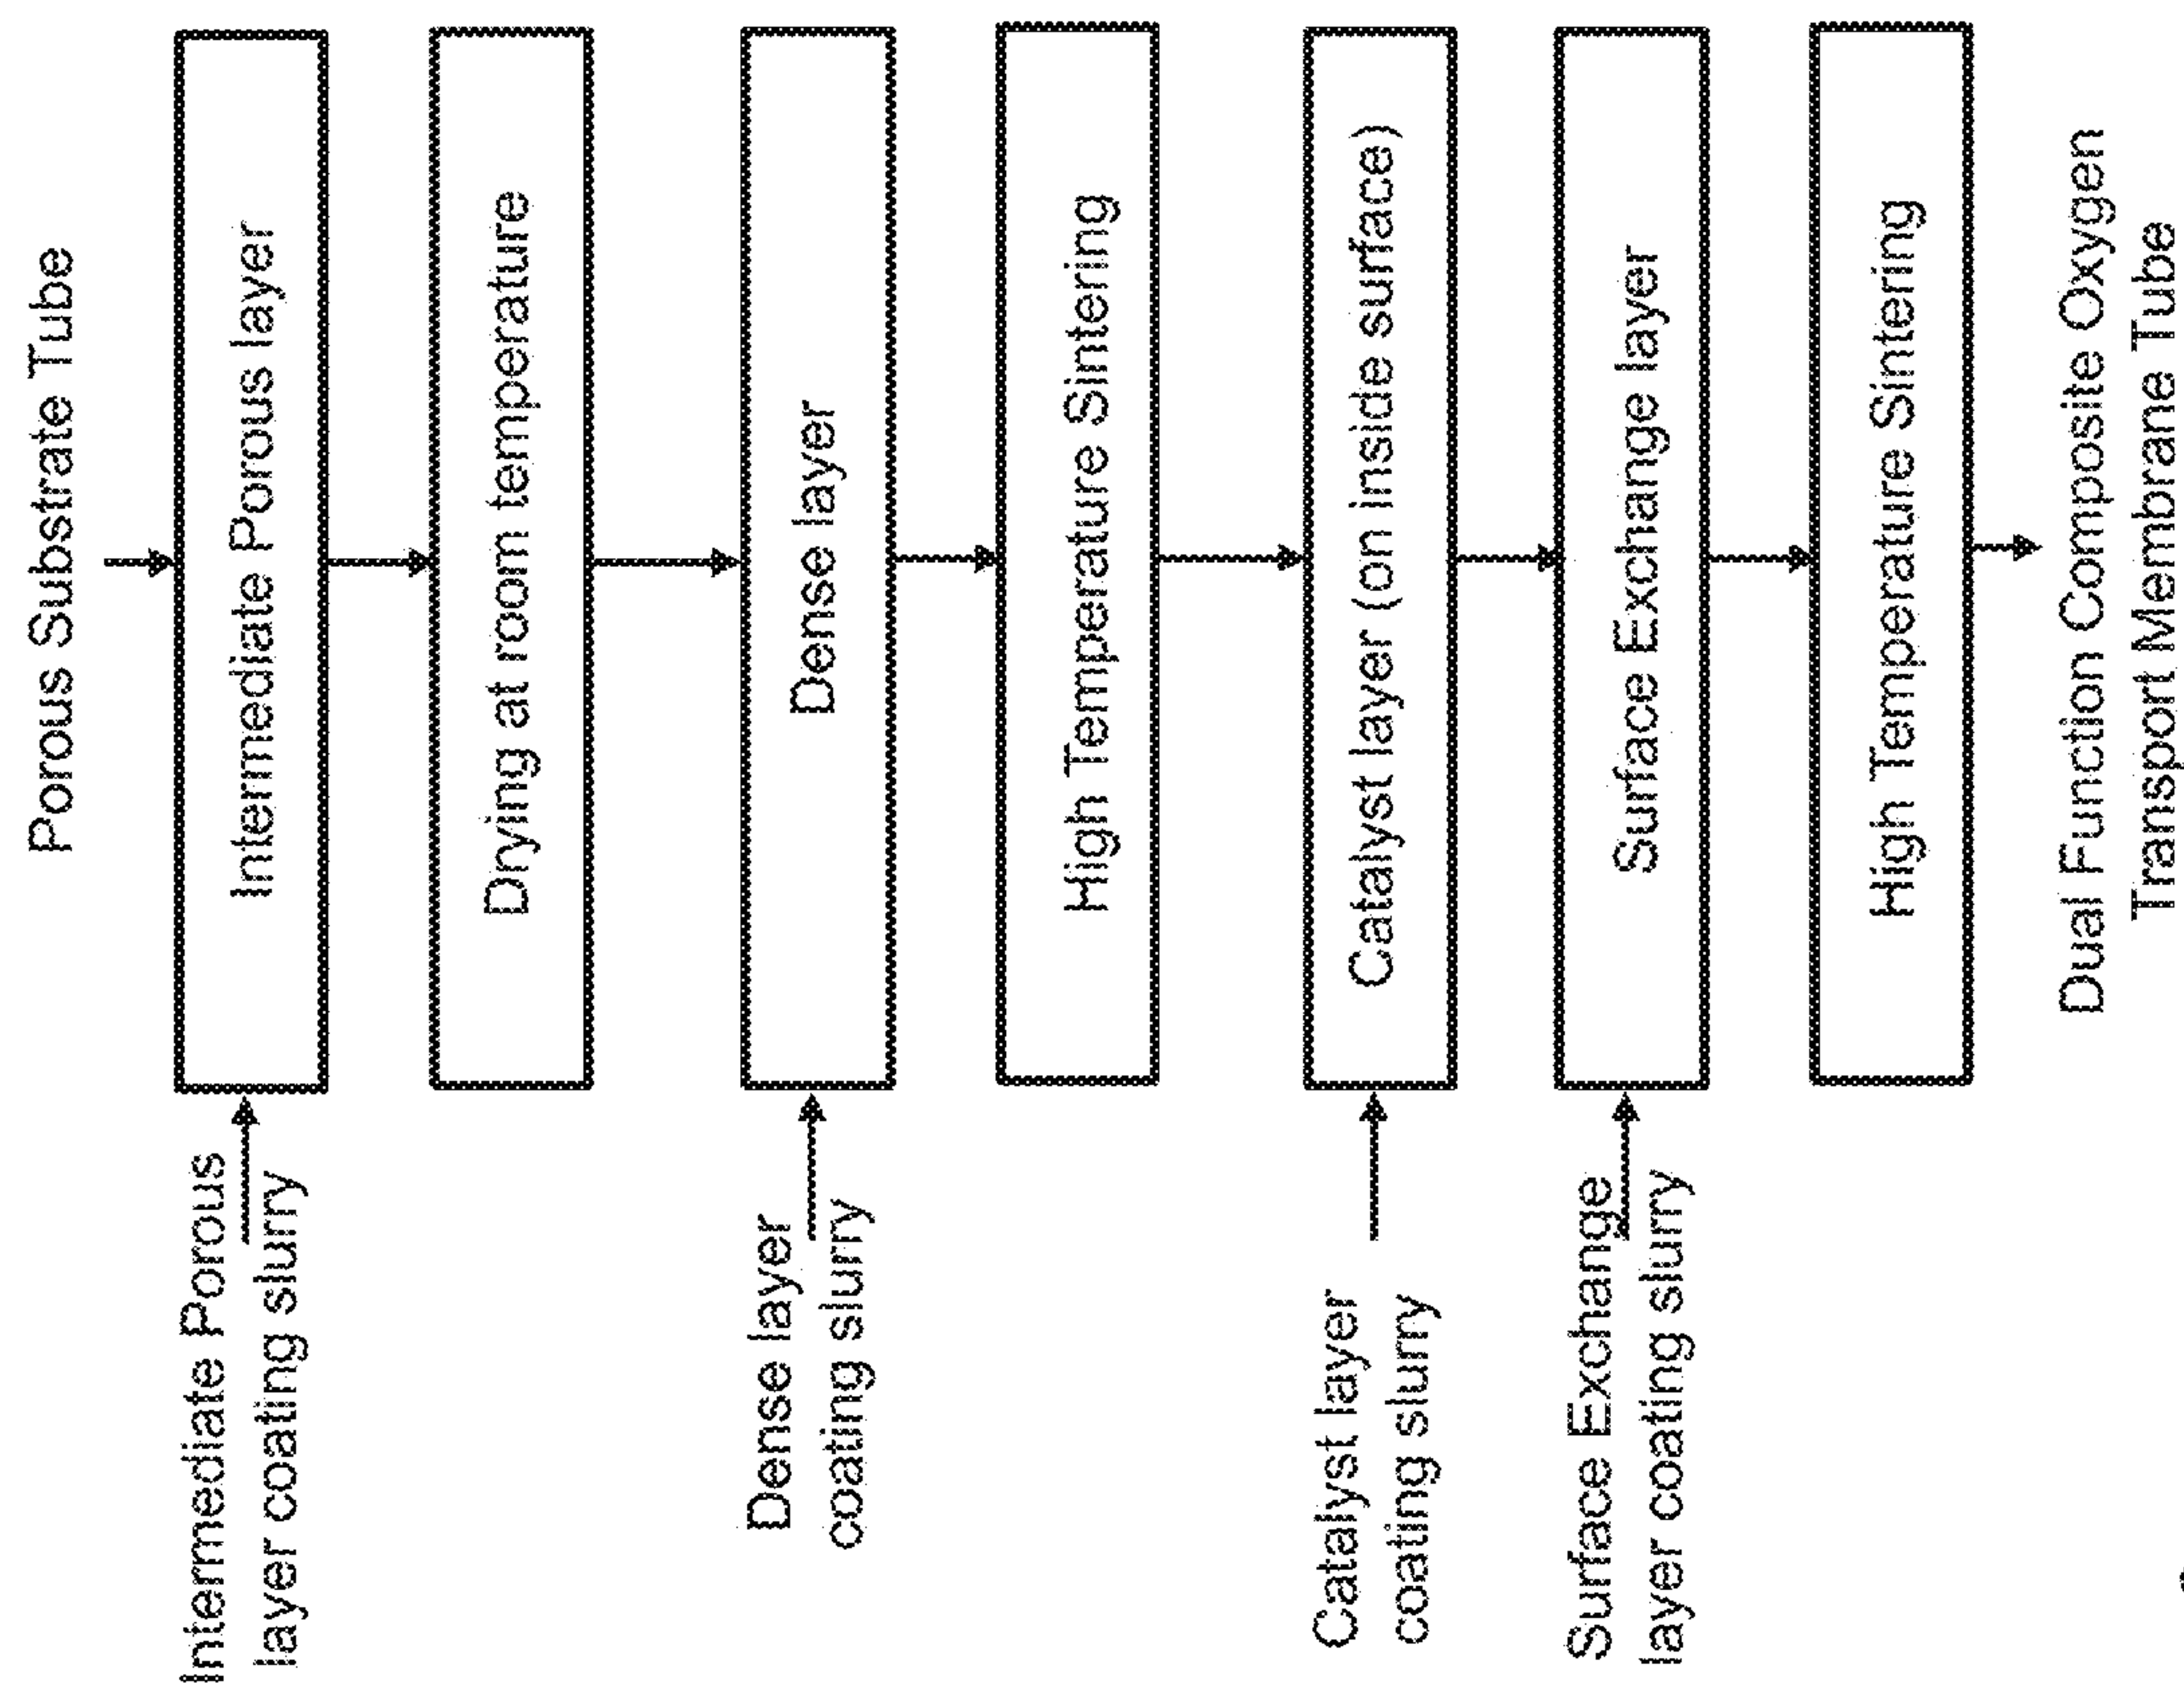 Porous Substrate Tube
Intermediate Porous
layer coating slurry
Intermediate Porous layer
Drying at room temperature
Dense layer
coating slurry
Dense layer
High Temperature Sintering
Catalyst layer
coating slurry
Catalyst layer (on inside surface)
Surface Exchange
layer coating slurry
Surface Exchange layer
High Temperature Sintering
Dual Function Composite Oxygen
Transport Membrane Tube